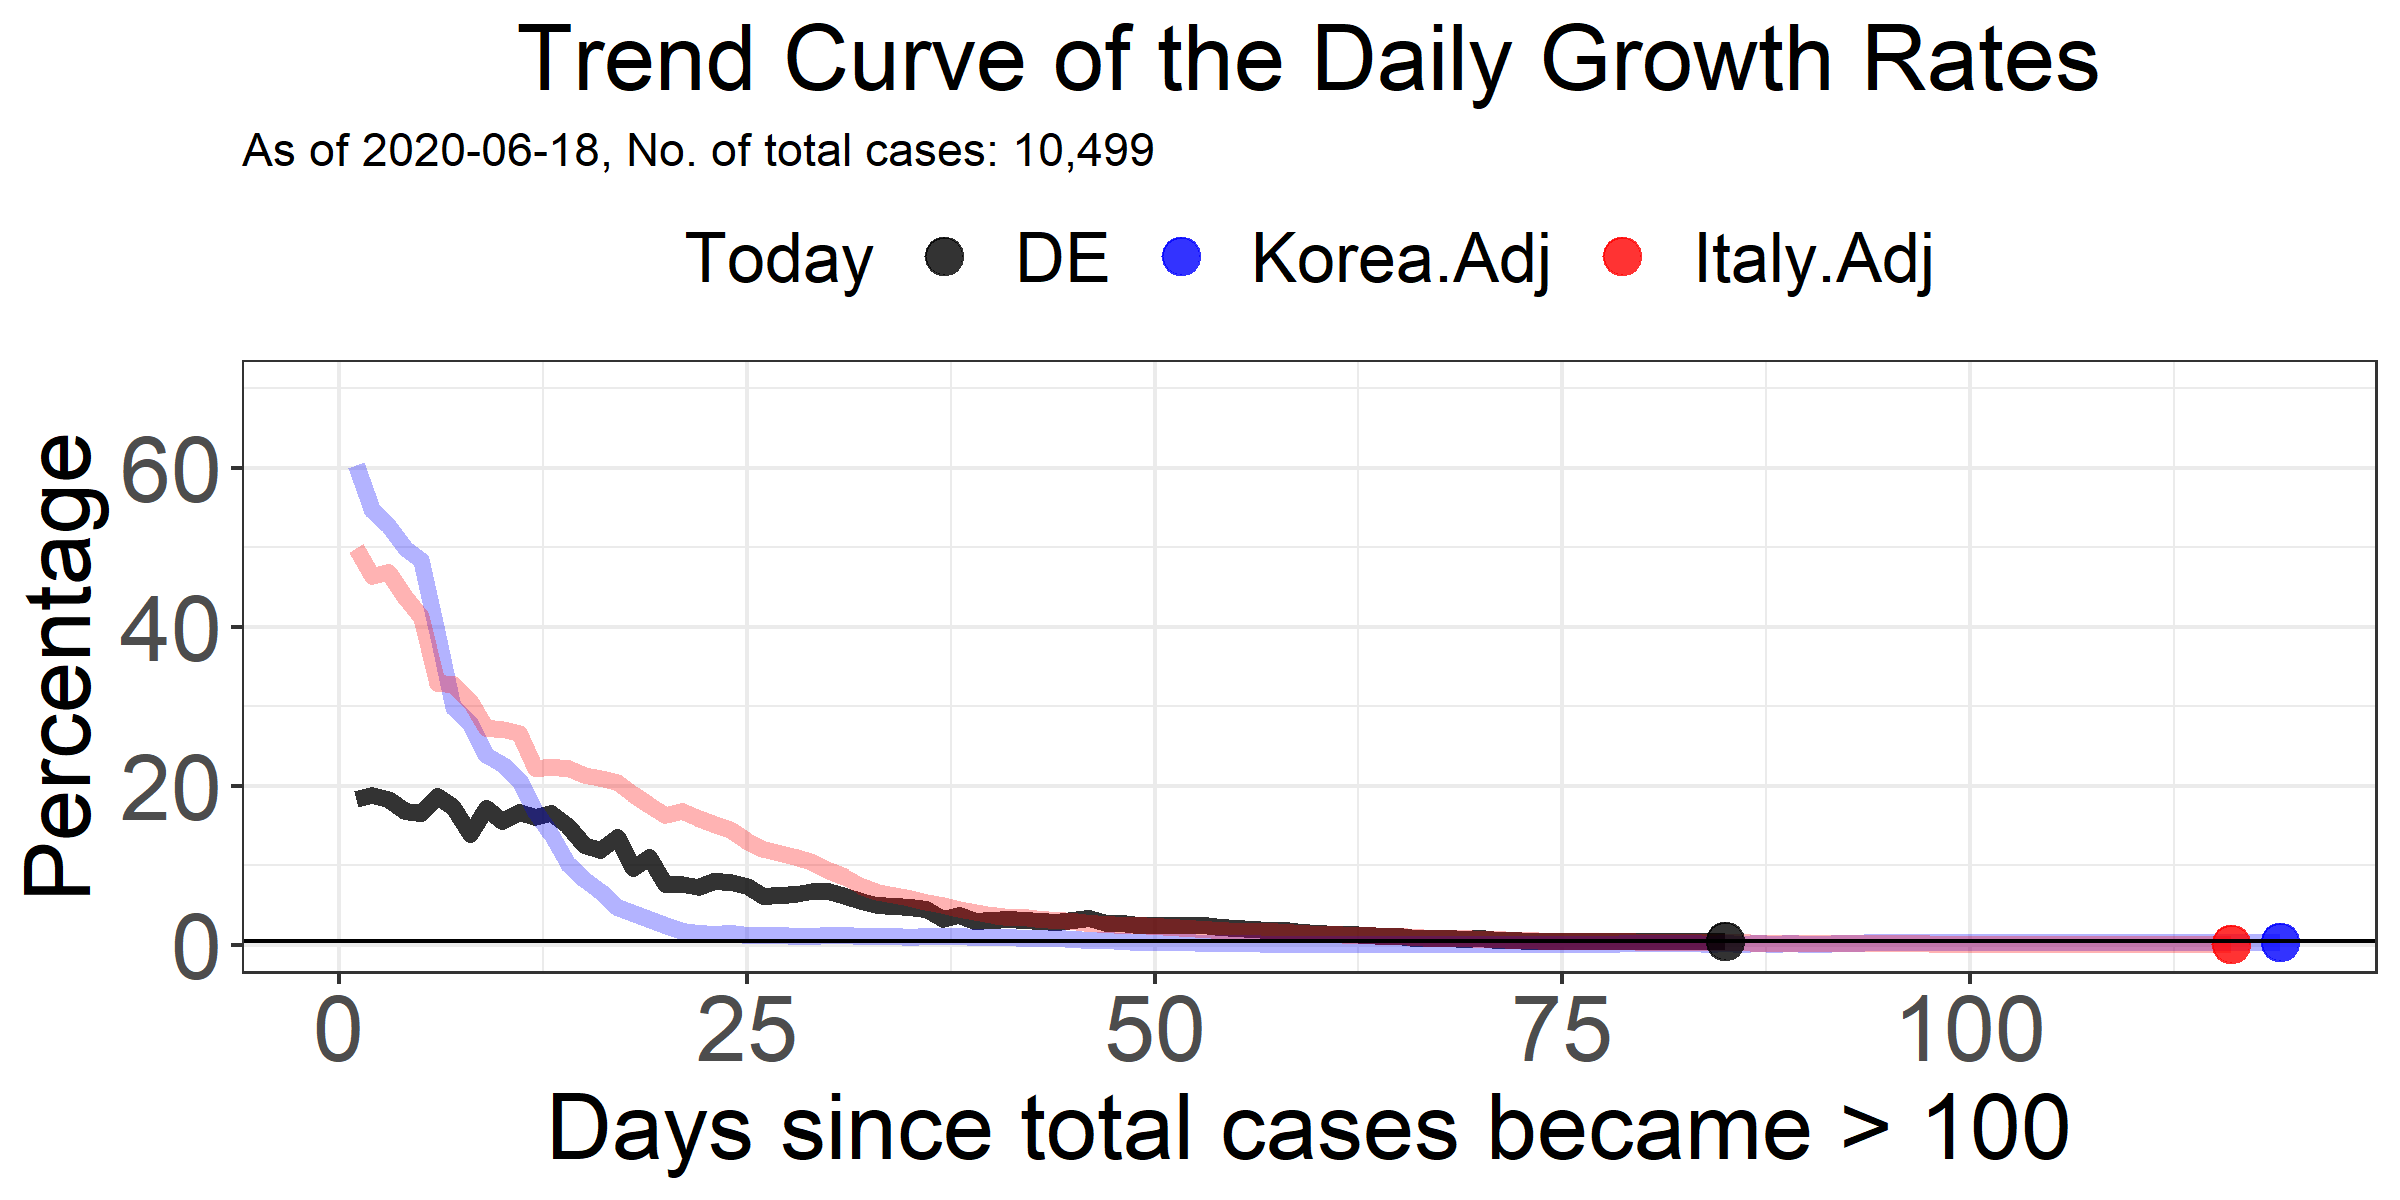 Trend Curve of the Daily Growth Rates
As of 2020-06-18, No. of total cases: 10,499
Today DE Korea.Adj Italy.Adj
Percentage
60
40
20
0
0 25 50 75 100
Days since total cases became > 100